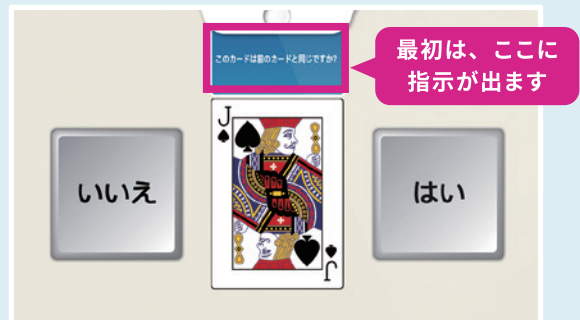 このカードは前のカードと同じですか?
最初は、ここに
指示が出ます
いいえ
J
はい
J